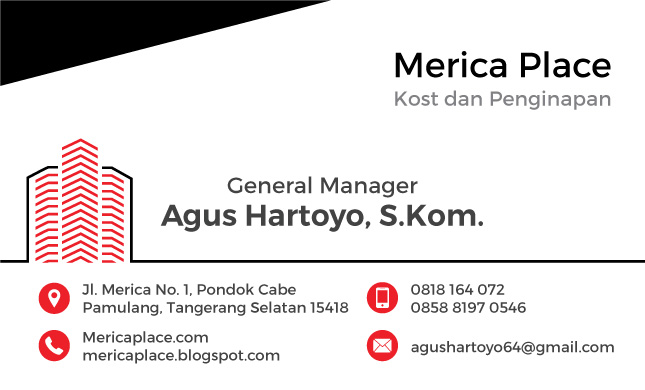 Merica Place
Kost dan Penginapan
General Manager
Agus Hartoyo, S.Kom.
Jl. Merica No. 1, Pondok Cabe
Pamulang, Tangerang Selatan 15418
0818 164 072
0858 8197 0546
Mericaplace.com
mericaplace.blogspot.com
agushartoyo64@gmail.com